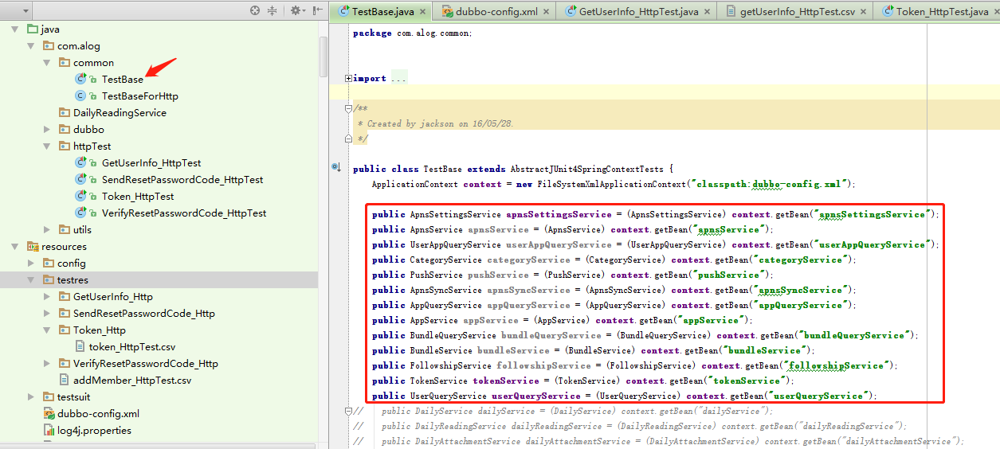 java
com.alog
common
TestBase
TestBaseForHttp
DailyReadingService
dubbo
httpTest
GetUserInfo_HttpTest
SendResetPasswordCode_HttpTest
Token_HttpTest
VerifyResetPasswordCode_HttpTest
utils
resources
config
testres
GetUserInfo_Http
SendResetPasswordCode_Http
Token_Http
token_HttpTest.csv
VerifyResetPasswordCode_Http
addMember_HttpTest.csv
testsuit
dubbo-config.xml
log4j.properties
TestBase.java
dubbo-config.xml
GetUserInfo_HttpTest.java
getUserInfo_HttpTest.csv
Token_HttpTest.java
package com.alog.common;
import ...
/**
* Created by jackson on 16/05/28.
*/
public class TestBase extends AbstractJUnit4SpringContextTests {
ApplicationContext context = new FileSystemXmlApplicationContext("classpath:dubbo-config.xml");
public ApnsSettingsService apnsSettingsService = (ApnsSettingsService) context.getBean("apnsSettingsService");
public ApnsService apnsService = (ApnsService) context.getBean("apnsService");
public UserAppQueryService userAppQueryService = (UserAppQueryService) context.getBean("userAppQueryService");
public CategoryService categoryService = (CategoryService) context.getBean("categoryService");
public PushService pushService = (PushService) context.getBean("pushService");
public ApnsSyncService apnsSyncService = (ApnsSyncService) context.getBean("apnsSyncService");
public AppQueryService appQueryService = (AppQueryService) context.getBean("appQueryService");
public AppService appService = (AppService) context.getBean("appService");
public BundleQueryService bundleQueryService = (BundleQueryService) context.getBean("bundleQueryService");
public BundleService bundleService = (BundleService) context.getBean("bundleService");
public FollowshipService followshipService = (FollowshipService) context.getBean("followshipService");
public TokenService tokenService = (TokenService) context.getBean("tokenService");
public UserQueryService userQueryService = (UserQueryService) context.getBean("userQueryService");
// public DailyService dailyService = (DailyService) context.getBean("dailyService");
// public DailyReadingService dailyReadingService = (DailyReadingService) context.getBean("dailyReadingService");
// public DailyAttachmentService dailyAttachmentService = (DailyAttachmentService) context.getBean("dailyAttachmentService");